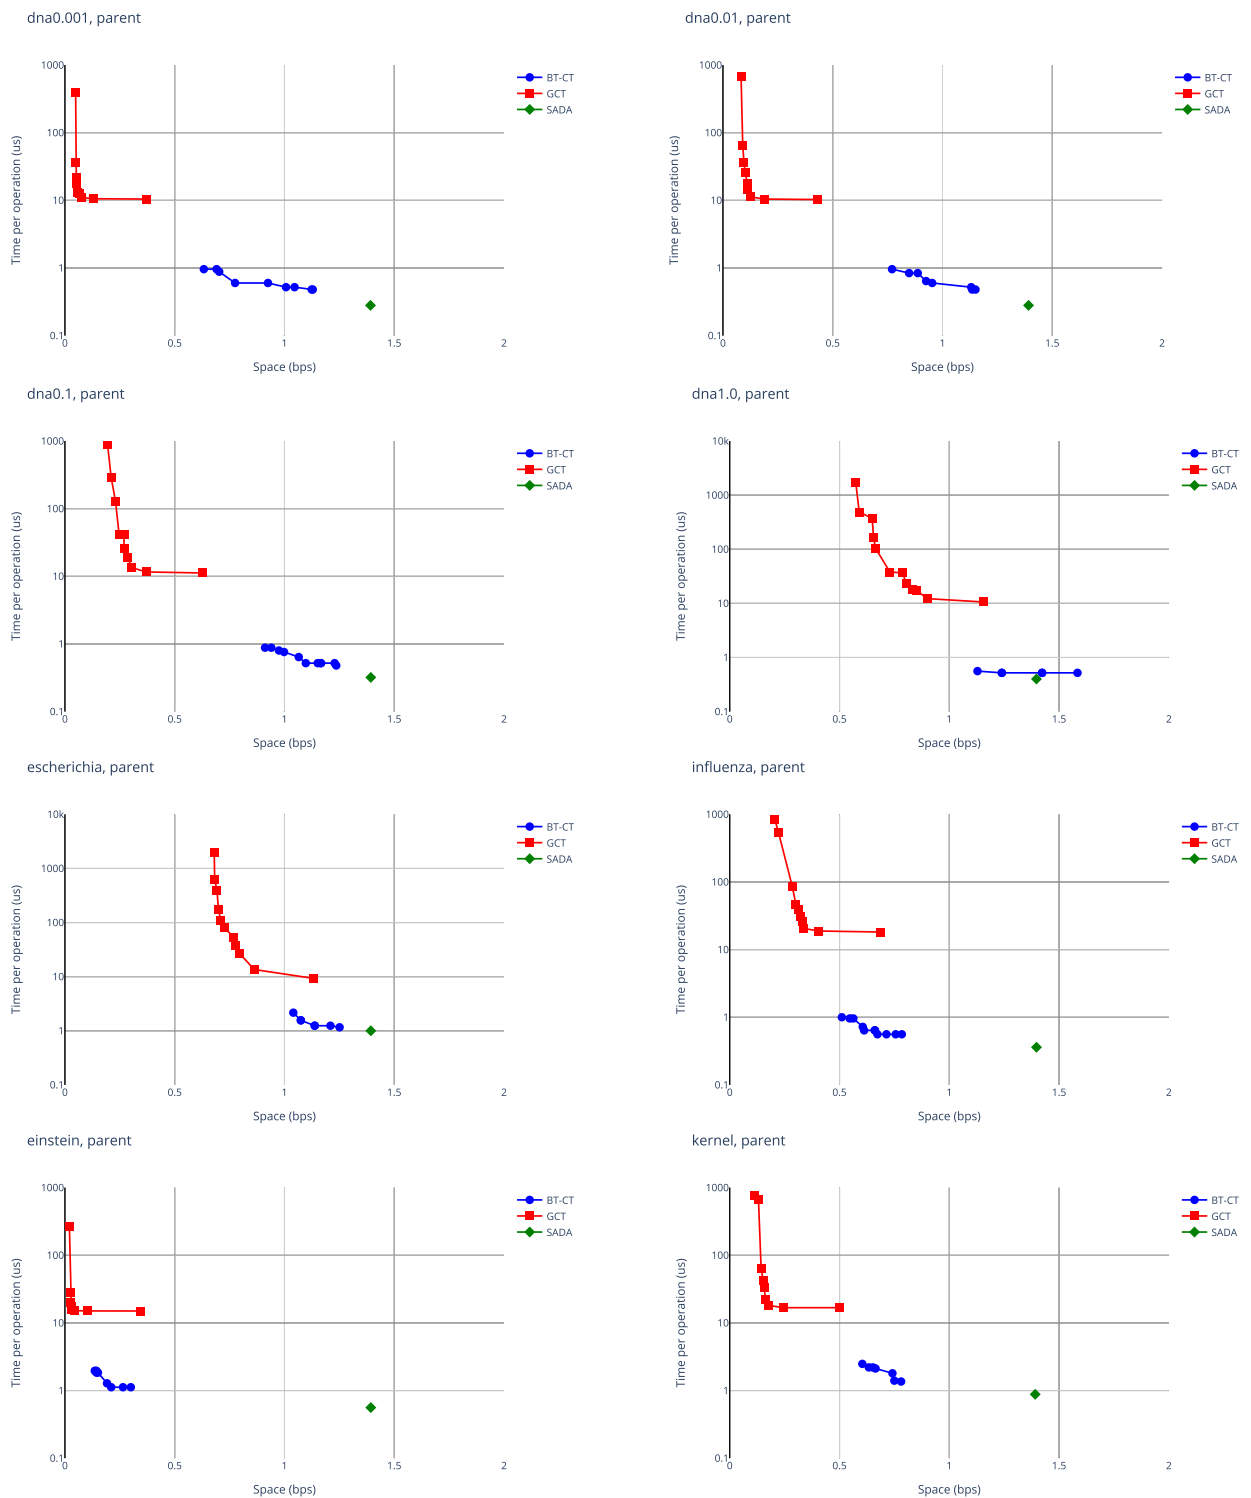 dna0.001, parent
1000
100
10
1
0.1
0
0.5
1
1.5
2
Time per operation (us)
Space (bps)
BT-CT
GCT
SADA
dna0.01, parent
1000
100
10
1
0.1
0
0.5
1
1.5
2
Time per operation (us)
Space (bps)
BT-CT
GCT
SADA
dna0.1, parent
1000
100
10
1
0.1
0
0.5
1
1.5
2
Time per operation (us)
Space (bps)
BT-CT
GCT
SADA
dna1.0, parent
10k
1000
100
10
1
0.1
0
0.5
1
1.5
2
Time per operation (us)
Space (bps)
BT-CT
GCT
SADA
escherichia, parent
10k
1000
100
10
1
0.1
0
0.5
1
1.5
2
Time per operation (us)
Space (bps)
BT-CT
GCT
SADA
influenza, parent
1000
100
10
1
0.1
0
0.5
1
1.5
2
Time per operation (us)
Space (bps)
BT-CT
GCT
SADA
einstein, parent
1000
100
10
1
0.1
0
0.5
1
1.5
2
Time per operation (us)
Space (bps)
BT-CT
GCT
SADA
kernel, parent
1000
100
10
1
0.1
0
0.5
1
1.5
2
Time per operation (us)
Space (bps)
BT-CT
GCT
SADA